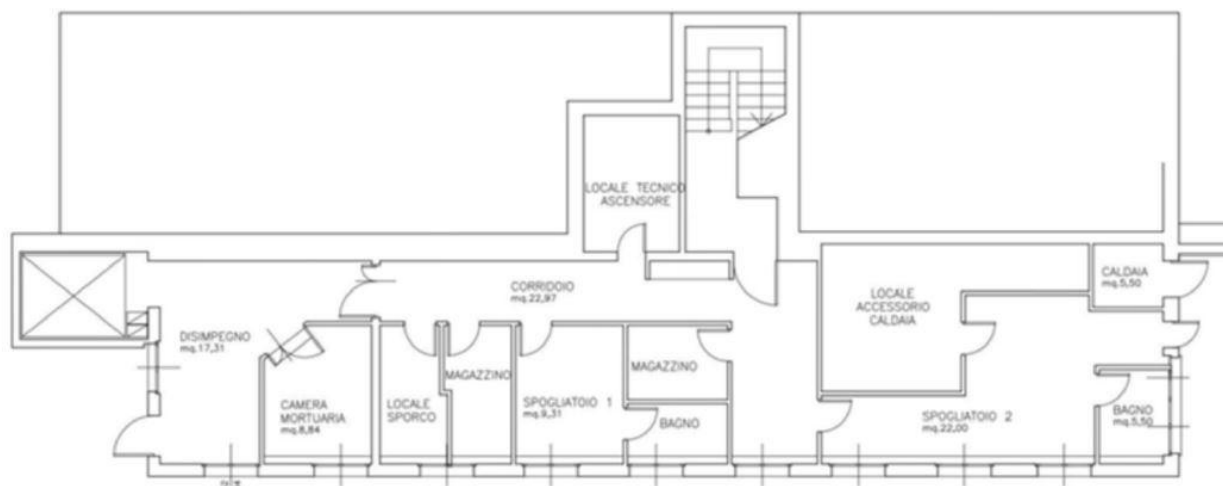 LOCALE TECNICO
ASCENSORE
CORRIDOIO
mq.22,97
LOCALE
ACCESSORIO
CALDAIA
CALDAIA
mq.5,50
DISIMPEGNO
mq.17,31
CAMERA
MORTUARIA
mq.8,84
LOCALE
SPORCO
MAGAZZINO
SPOGLIATOIO 1
mq.9,31
MAGAZZINO
BAGNO
SPOGLIATOIO 2
mq.22,00
BAGNO
mq.5,50